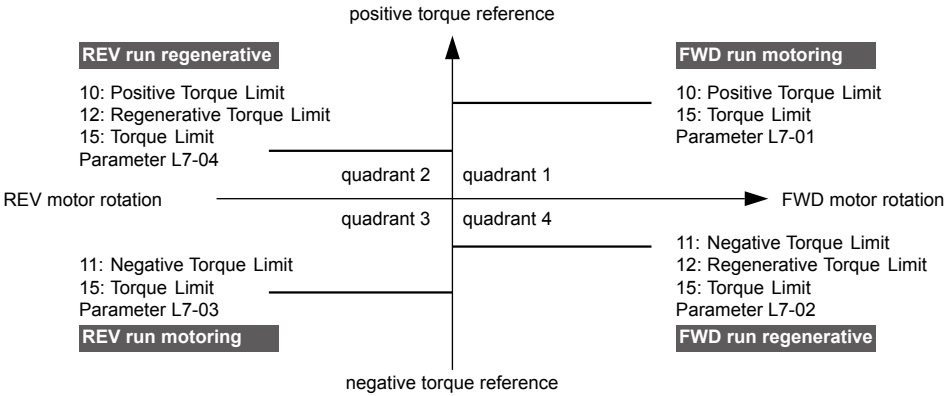 positive torque reference
REV run regenerative
10: Positive Torque Limit
12: Regenerative Torque Limit
15: Torque Limit
Parameter L7-04
FWD run motoring
10: Positive Torque Limit
15: Torque Limit
Parameter L7-01
quadrant 2
quadrant 1
REV motor rotation
FWD motor rotation
quadrant 3
quadrant 4
11: Negative Torque Limit
15: Torque Limit
Parameter L7-03
REV run motoring
11: Negative Torque Limit
12: Regenerative Torque Limit
15: Torque Limit
Parameter L7-02
FWD run regenerative
negative torque reference